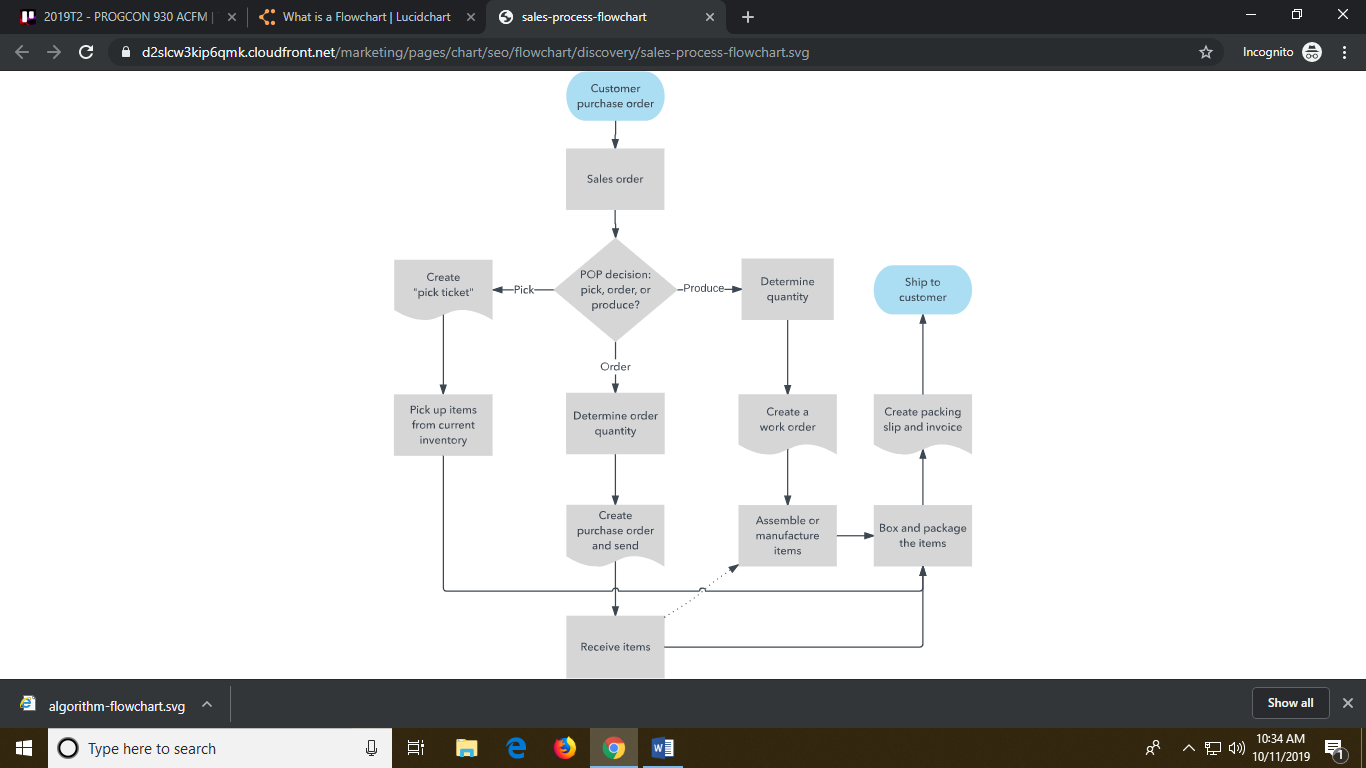 2019T2 - PROGCON 930 ACFM |
What is a Flowchart | Lucidchart
sales-process-flowchart
d2slcw3kip6qmk.cloudfront.net/marketing/pages/chart/seo/flowchart/discovery/sales-process-flowchart.svg
Incognito
Customer
purchase order
Sales order
POP decision:
pick, order, or
produce?
Pick
Produce
Order
Create
"pick ticket"
Determine
quantity
Ship to
customer
Pick up items
from current
inventory
Determine order
quantity
Create a
work order
Create packing
slip and invoice
Create
purchase order
and send
Assemble or
manufacture
items
Box and package
the items
Receive items
algorithm-flowchart.svg
Show all
Type here to search
10:34 AM
10/11/2019
1